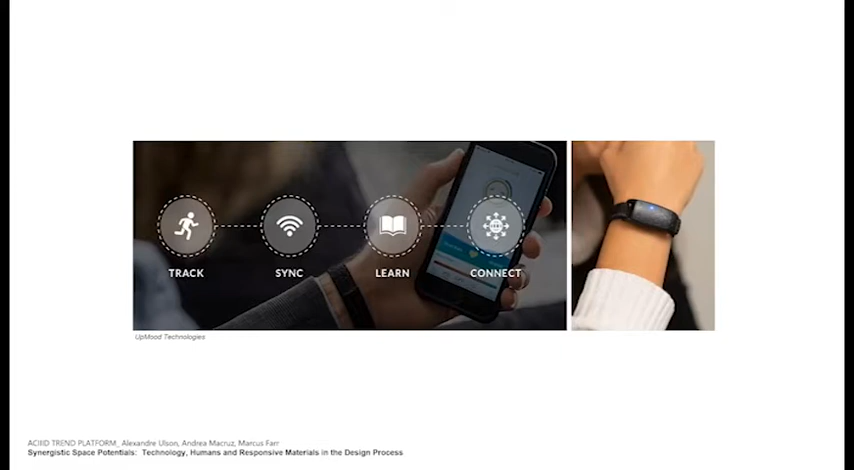 TRACK SYNC LEARN CONNECT
UpMood Technologies
ACIIID TREND PLATFORM_ Alexandre Ulson, Andrea Macruz, Marcus Farr
Synergistic Space Potentials: Technology, Humans and Responsive Materials in the Design Process